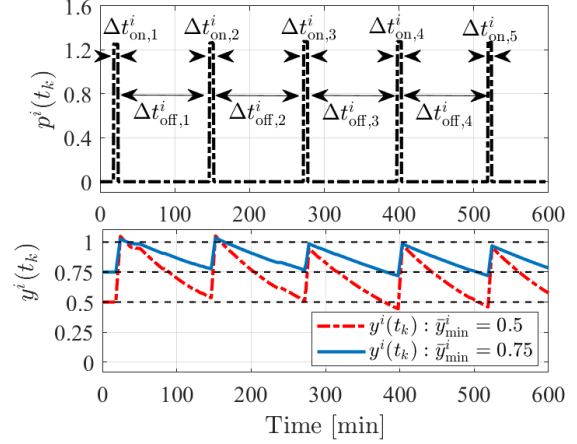 Δt^i_on,1 Δt^i_on,2 Δt^i_on,3 Δt^i_on,4 Δt^i_on,5
Δt^i_off,1 Δt^i_off,2 Δt^i_off,3 Δt^i_off,4
p^i(t_k)
1.6
1.2
0.8
0.4
0
0 100 200 300 400 500 600
y^i(t_k)
1
0.75
0.5
0.25
0
y^i(t_k) : ȳ^i_min = 0.5
y^i(t_k) : ȳ^i_min = 0.75
0 100 200 300 400 500 600
Time [min]